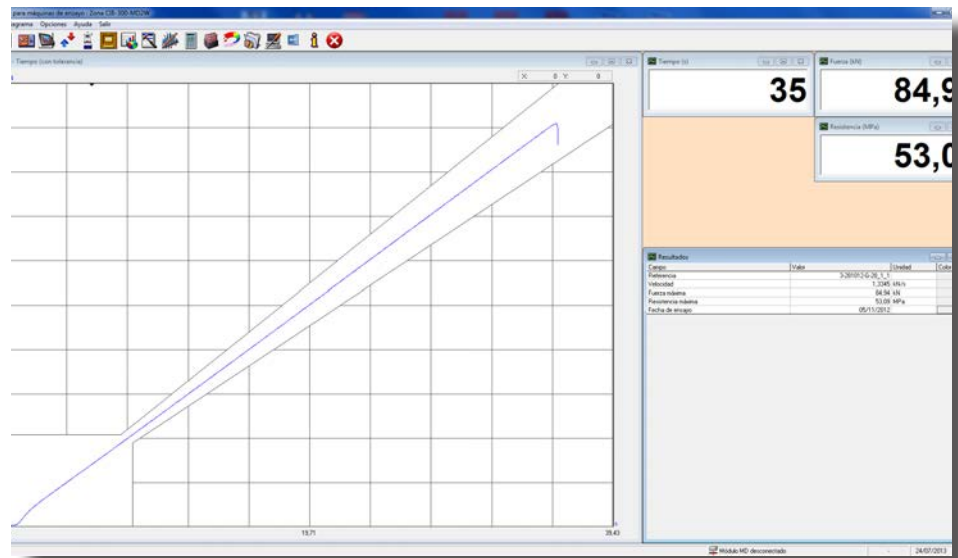 para máquinas de ensayo - Zona CIB-300-MD2W
agrama Opciones Ayuda Salir
Tiempo (con tolerancia)
X: 0 Y: 0
Tiempo (s)
35
Fuerza (kN)
84,9
Resistencia (MPa)
53,0
19,71
39,43
Resultados
Campo Valor Unidad Color
Referencia
Velocidad 1,3345 kN/s
Fuerza máxima 84,94 kN
Resistencia máxima 53,09 MPa
Fecha de ensayo 05/11/2012
Módulo MD desconectado - 24/07/2013